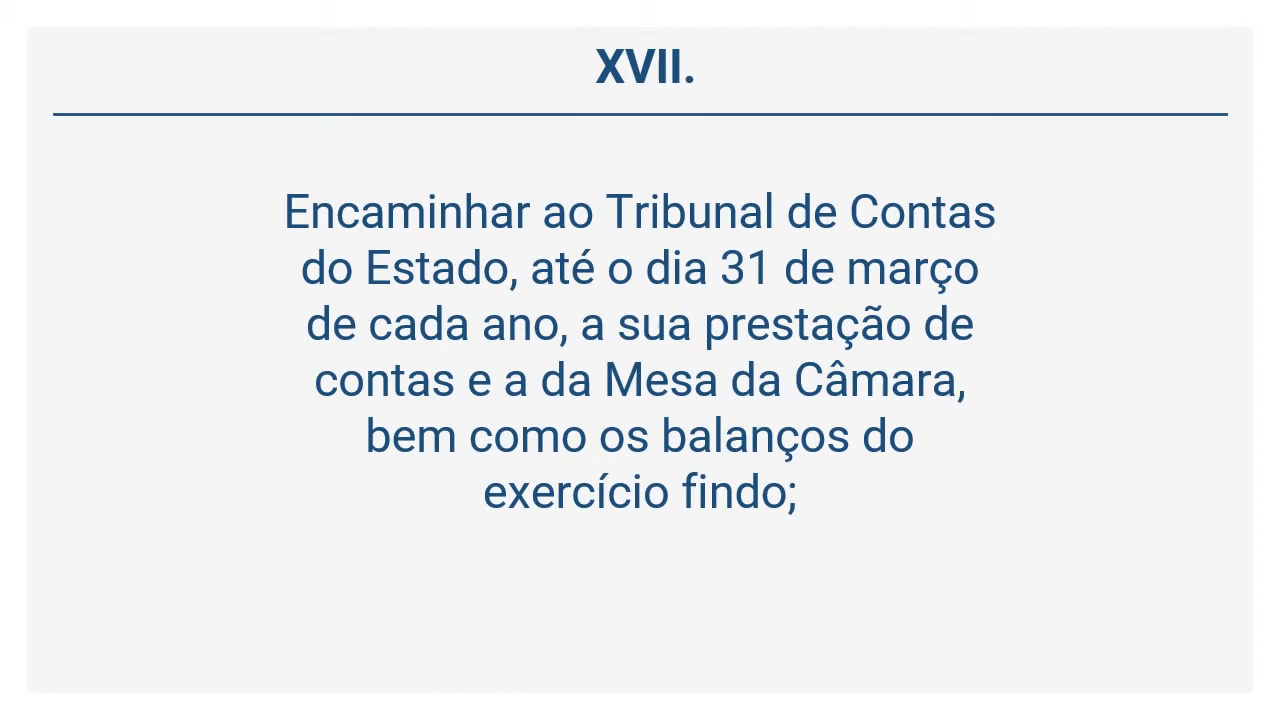 XVII.
Encaminhar ao Tribunal de Contas
do Estado, até o dia 31 de março
de cada ano, a sua prestação de
contas e a da Mesa da Câmara,
bem como os balanços do
exercício findo;